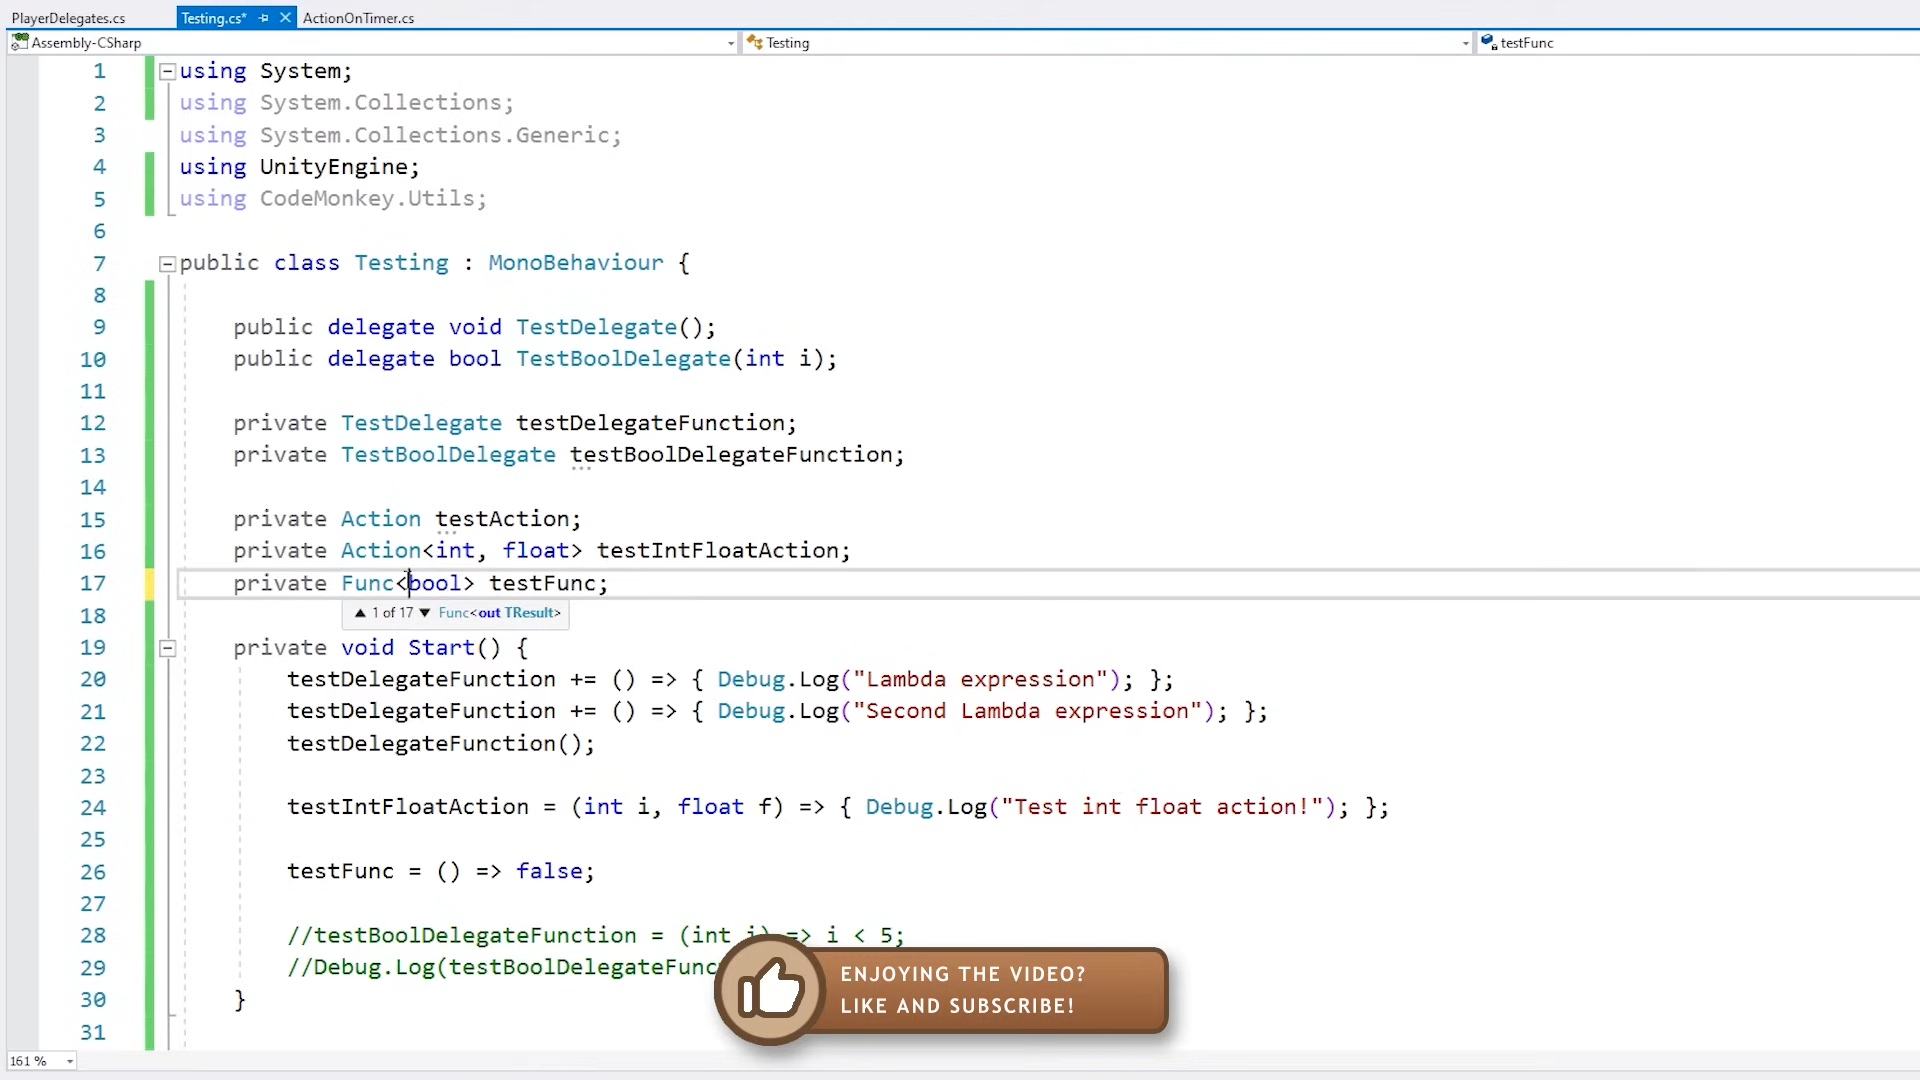 PlayerDelegates.cs Testing.cs* ActionOnTimer.cs
Assembly-CSharp Testing testFunc
1 using System;
2 using System.Collections;
3 using System.Collections.Generic;
4 using UnityEngine;
5 using CodeMonkey.Utils;
6
7 public class Testing : MonoBehaviour {
8
9 public delegate void TestDelegate();
10 public delegate bool TestBoolDelegate(int i);
11
12 private TestDelegate testDelegateFunction;
13 private TestBoolDelegate testBoolDelegateFunction;
14
15 private Action testAction;
16 private Action<int, float> testIntFloatAction;
17 private Func<bool> testFunc;
▲ 1 of 17 ▼ Func<out TResult>
18
19 private void Start() {
20 testDelegateFunction += () => { Debug.Log("Lambda expression"); };
21 testDelegateFunction += () => { Debug.Log("Second Lambda expression"); };
22 testDelegateFunction();
23
24 testIntFloatAction = (int i, float f) => { Debug.Log("Test int float action!"); };
25
26 testFunc = () => false;
27
28 //testBoolDelegateFunction = (int i) => i < 5;
29 //Debug.Log(testBoolDelegateFunc
30 }
31
ENJOYING THE VIDEO?
LIKE AND SUBSCRIBE!
161 %